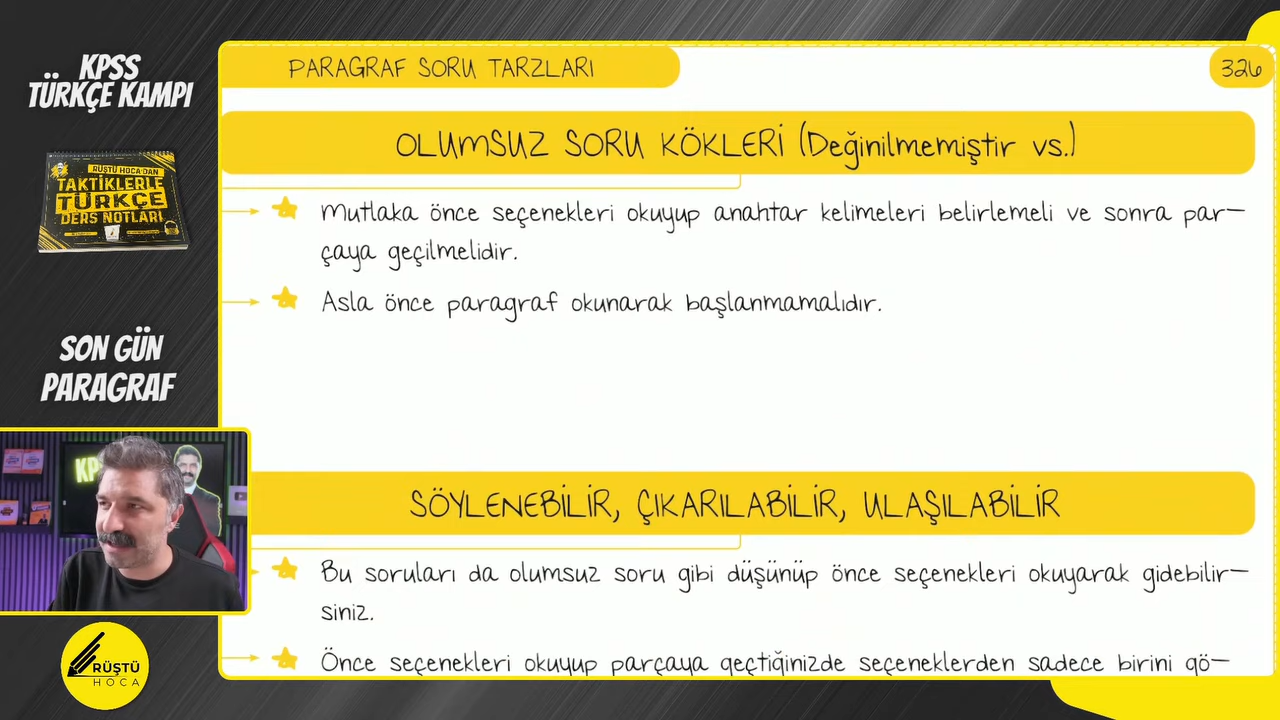 KPSS
TÜRKÇE KAMPI
RÜŞTÜ HOCA'DAN
TAKTİKLERLE
TÜRKÇE
DERS NOTLARI
SON GÜN
PARAGRAF
KP
RÜŞTÜ
HOCA
PARAGRAF SORU TARZLARI
326
OLUMSUZ SORU KÖKLERİ (Değinilmemiştir vs.)
Mutlaka önce seçenekleri okuyup anahtar kelimeleri belirlemeli ve sonra par-
çaya geçilmelidir.
Asla önce paragraf okunarak başlanmamalıdır.
SÖYLENEBİLİR, ÇIKARILABİLİR, ULAŞILABİLİR
Bu soruları da olumsuz soru gibi düşünüp önce seçenekleri okuyarak gidebilir-
siniz.
Önce seçenekleri okuyup parçaya geçtiğinizde seçeneklerden sadece birini gö-